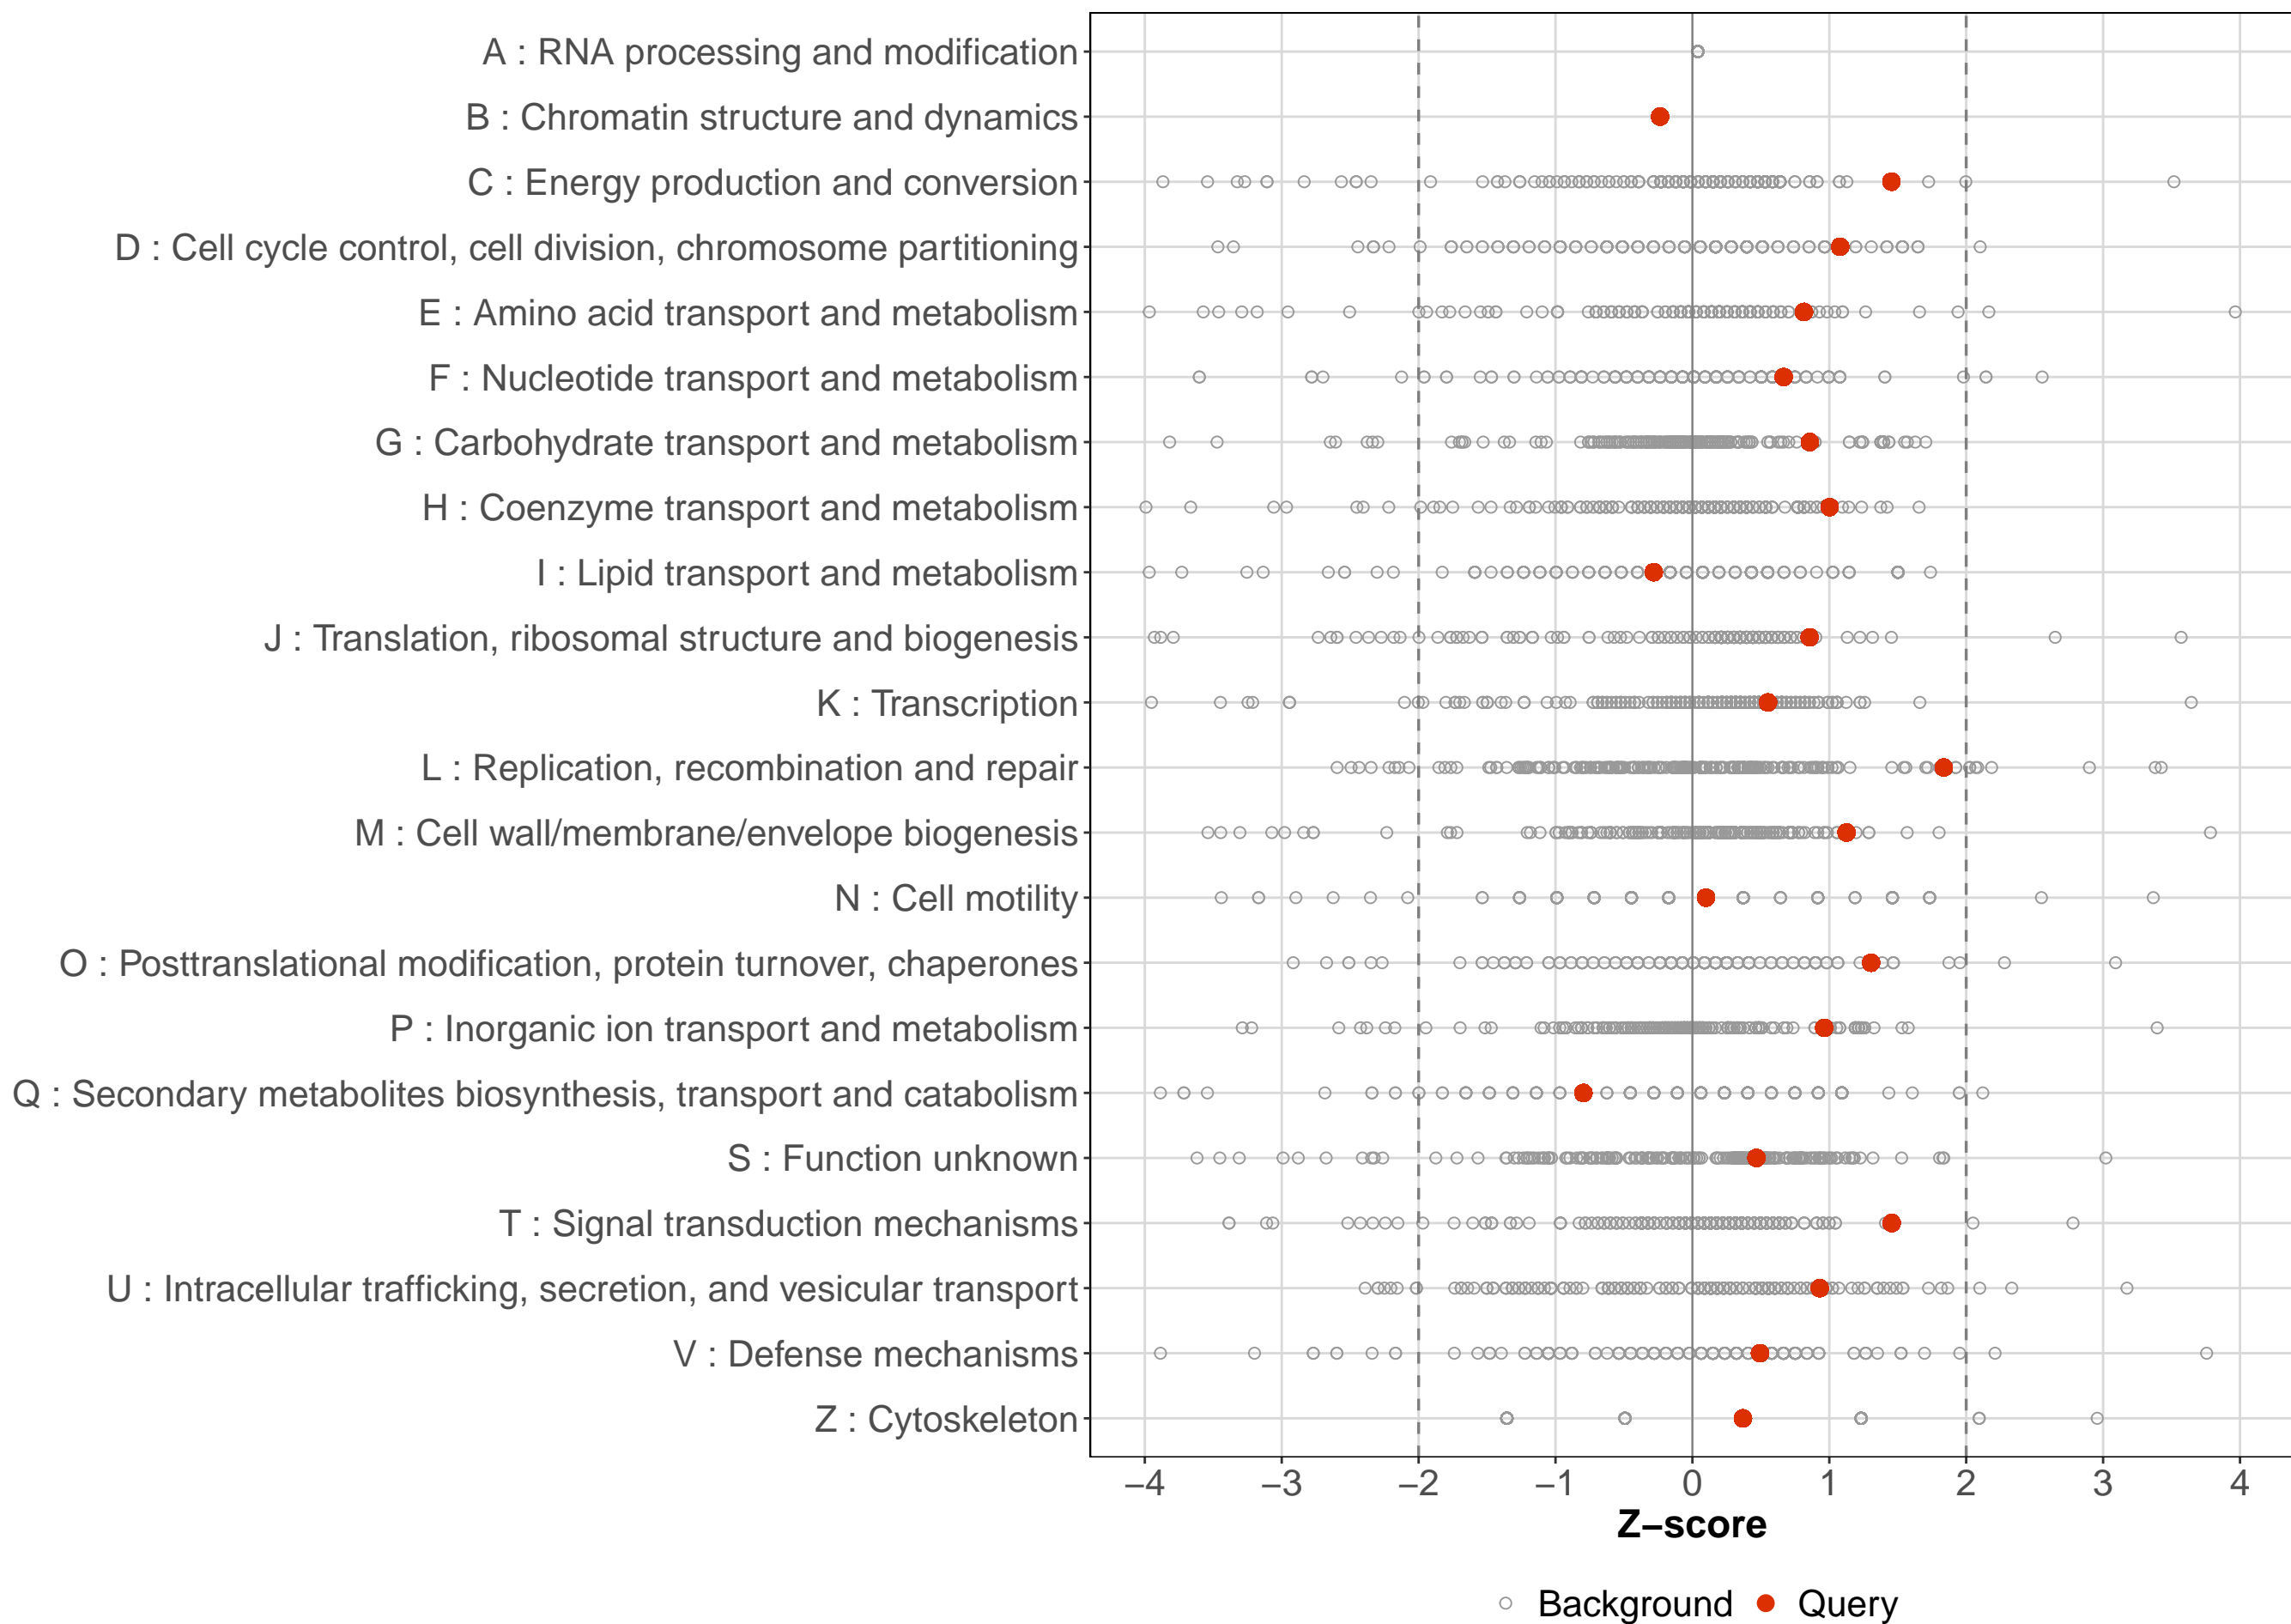 A : RNA processing and modification
B : Chromatin structure and dynamics
C : Energy production and conversion
D : Cell cycle control, cell division, chromosome partitioning
E : Amino acid transport and metabolism
F : Nucleotide transport and metabolism
G : Carbohydrate transport and metabolism
H : Coenzyme transport and metabolism
I : Lipid transport and metabolism
J : Translation, ribosomal structure and biogenesis
K : Transcription
L : Replication, recombination and repair
M : Cell wall/membrane/envelope biogenesis
N : Cell motility
O : Posttranslational modification, protein turnover, chaperones
P : Inorganic ion transport and metabolism
Q : Secondary metabolites biosynthesis, transport and catabolism
S : Function unknown
T : Signal transduction mechanisms
U : Intracellular trafficking, secretion, and vesicular transport
V : Defense mechanisms
Z : Cytoskeleton
−4 −3 −2 −1 0 1 2 3 4
Z−score
Background Query